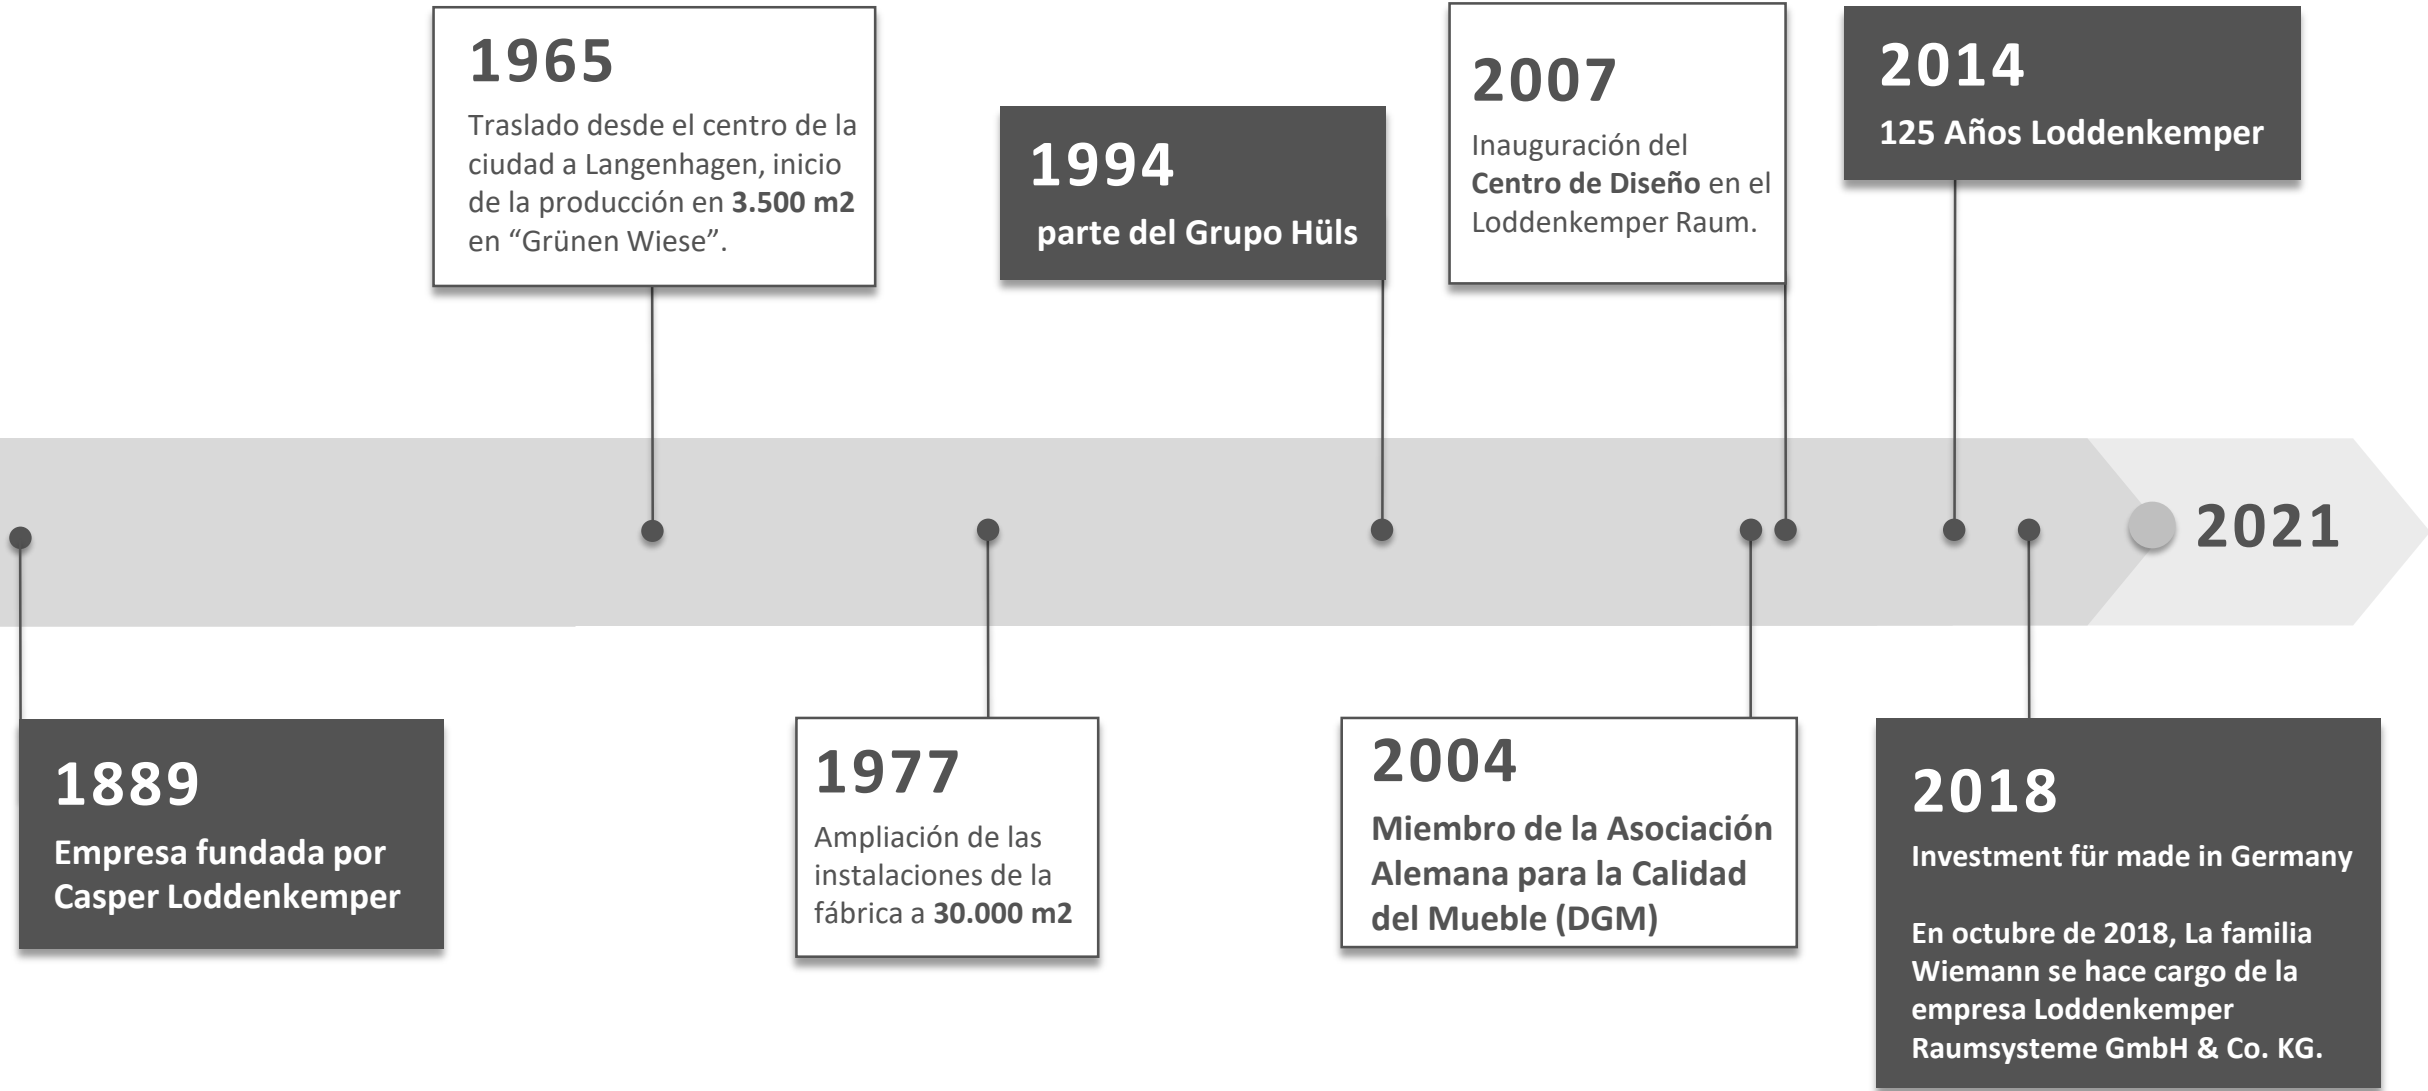 1965
Traslado desde el centro de la
ciudad a Langenhagen, inicio
de la producción en 3.500 m2
en “Grünen Wiese”.
1994
parte del Grupo Hüls
2007
Inauguración del
Centro de Diseño en el
Loddenkemper Raum.
2014
125 Años Loddenkemper
2021
1889
Empresa fundada por
Casper Loddenkemper
1977
Ampliación de las
instalaciones de la
fábrica a 30.000 m2
2004
Miembro de la Asociación
Alemana para la Calidad
del Mueble (DGM)
2018
Investment für made in Germany
En octubre de 2018, La familia
Wiemann se hace cargo de la
empresa Loddenkemper
Raumsysteme GmbH & Co. KG.